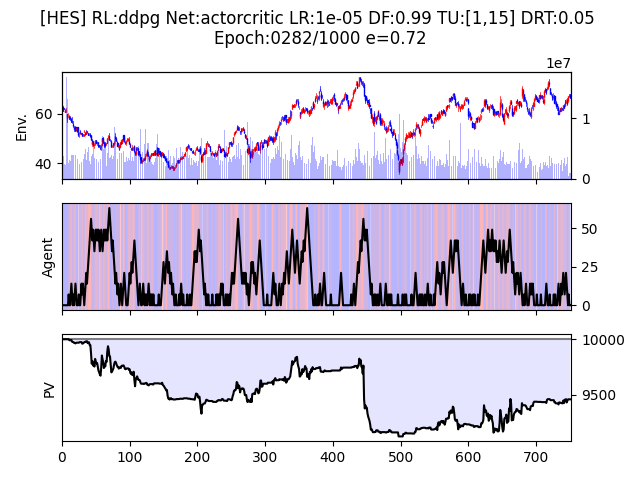 [HES] RL:ddpg Net:actorcritic LR:1e-05 DF:0.99 TU:[1,15] DRT:0.05
Epoch:0282/1000 e=0.72
1e7
Env.
60
40
1
0
Agent
50
25
0
PV
10000
9500
0 100 200 300 400 500 600 700